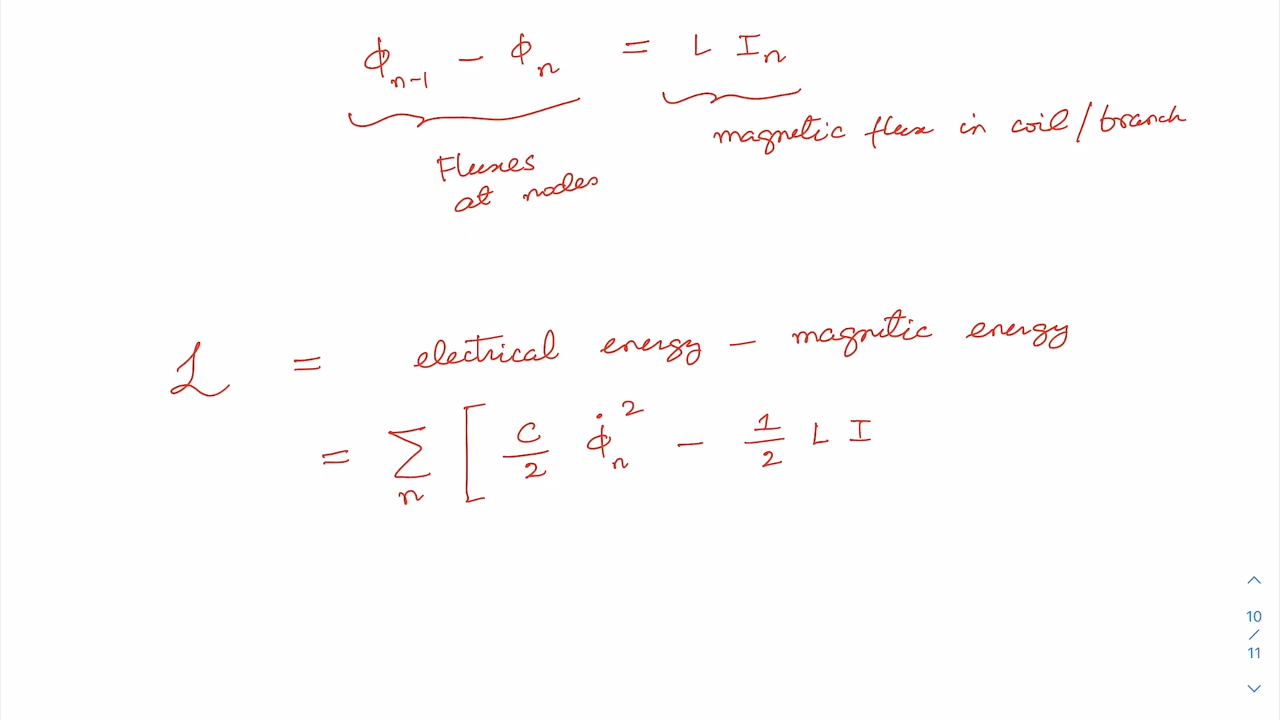 ϕ_{n-1} - ϕ_n = L I_n
magnetic flux in coil/branch
Fluxes
at nodes
ℒ = electrical energy - magnetic energy
= Σ_n [ C/2 ϕ̇_n^2 - 1/2 L I
10
/
11